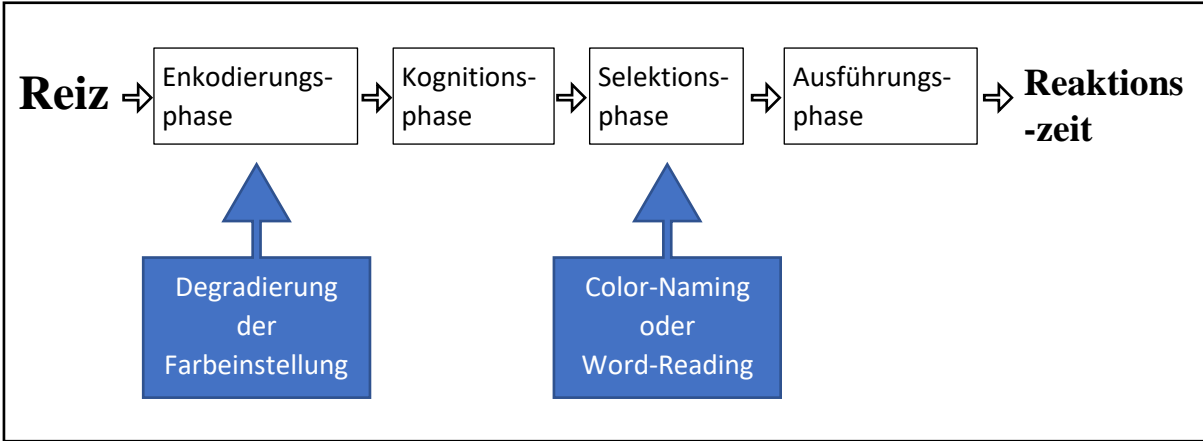 Reiz
Enkodierungs-
phase
Kognitions-
phase
Selektions-
phase
Ausführungs-
phase
Reaktions
-zeit
Degradierung
der
Farbeinstellung
Color-Naming
oder
Word-Reading